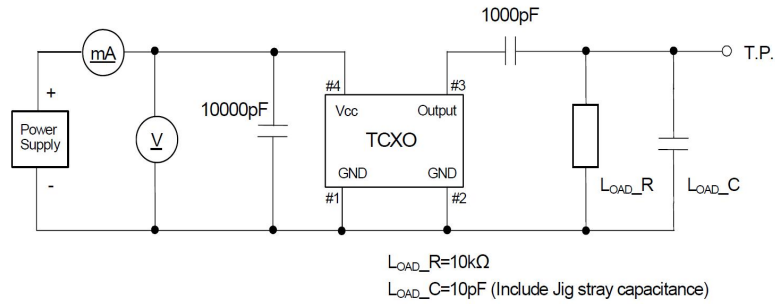 1000pF
mA
T.P.
#4
#3
+
10000pF
Vcc
Output
Power
Supply
V
TCXO
LOAD_R
LOAD_C
GND
GND
-
#1
#2
LOAD_R=10kΩ
LOAD_C=10pF (Include Jig stray capacitance)